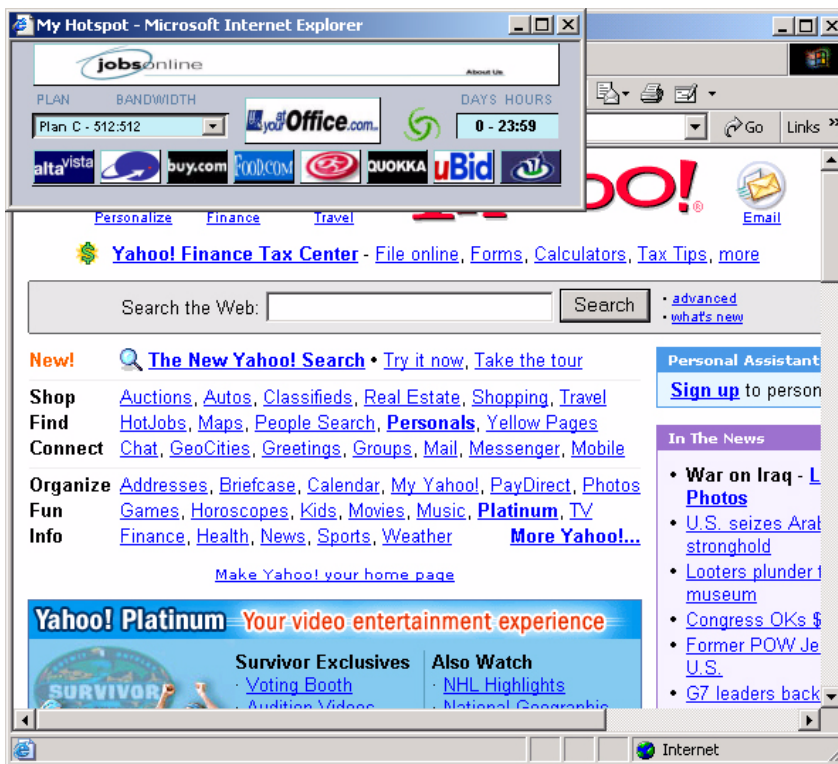 My Hotspot - Microsoft Internet Explorer
jobsonline
About Us
PLAN BANDWIDTH
DAYS HOURS
Plan C - 512:512
yourOffice.com
0 - 23:59
altavista
buy.com
FOOD.COM
QUOKKA
uBid
Go
Links
Personalize
Finance
Travel
oo!
Email
Yahoo! Finance Tax Center - File online, Forms, Calculators, Tax Tips, more
Search the Web:
Search
· advanced
· what's new
New!
The New Yahoo! Search • Try it now, Take the tour
Personal Assistant
Sign up to person
Shop Auctions, Autos, Classifieds, Real Estate, Shopping, Travel
Find HotJobs, Maps, People Search, Personals, Yellow Pages
Connect Chat, GeoCities, Greetings, Groups, Mail, Messenger, Mobile
Organize Addresses, Briefcase, Calendar, My Yahoo!, PayDirect, Photos
Fun Games, Horoscopes, Kids, Movies, Music, Platinum, TV
Info Finance, Health, News, Sports, Weather More Yahoo!...
Make Yahoo! your home page
In The News
• War on Iraq - L
Photos
• U.S. seizes Arab
stronghold
• Looters plunder t
museum
• Congress OKs $
• Former POW Je
U.S.
• G7 leaders back
Yahoo! Platinum - Your video entertainment experience
SURVIVOR
Survivor Exclusives
· Voting Booth
· Audition Videos
Also Watch
· NHL Highlights
· National Geographic
Internet